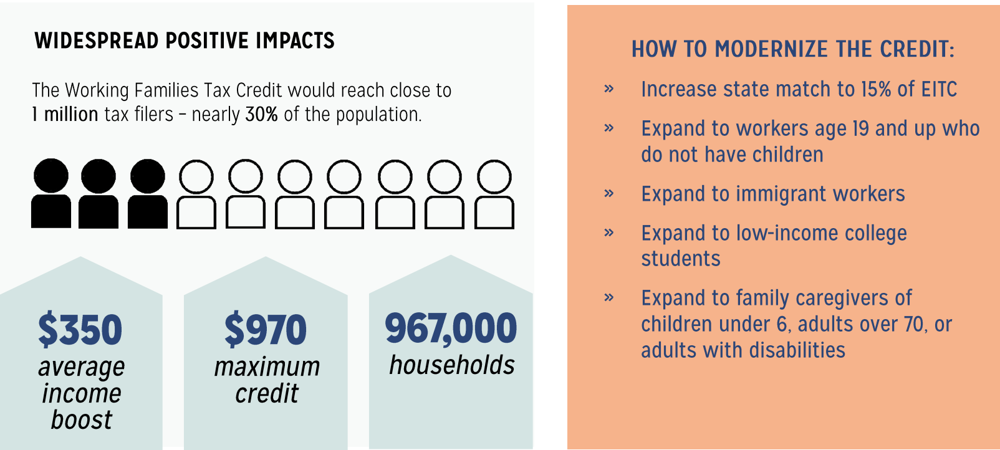 WIDESPREAD POSITIVE IMPACTS
The Working Families Tax Credit would reach close to
1 million tax filers – nearly 30% of the population.
$350
average
income
boost
$970
maximum
credit
967,000
households
HOW TO MODERNIZE THE CREDIT:
» Increase state match to 15% of EITC
» Expand to workers age 19 and up who
do not have children
» Expand to immigrant workers
» Expand to low-income college
students
» Expand to family caregivers of
children under 6, adults over 70, or
adults with disabilities